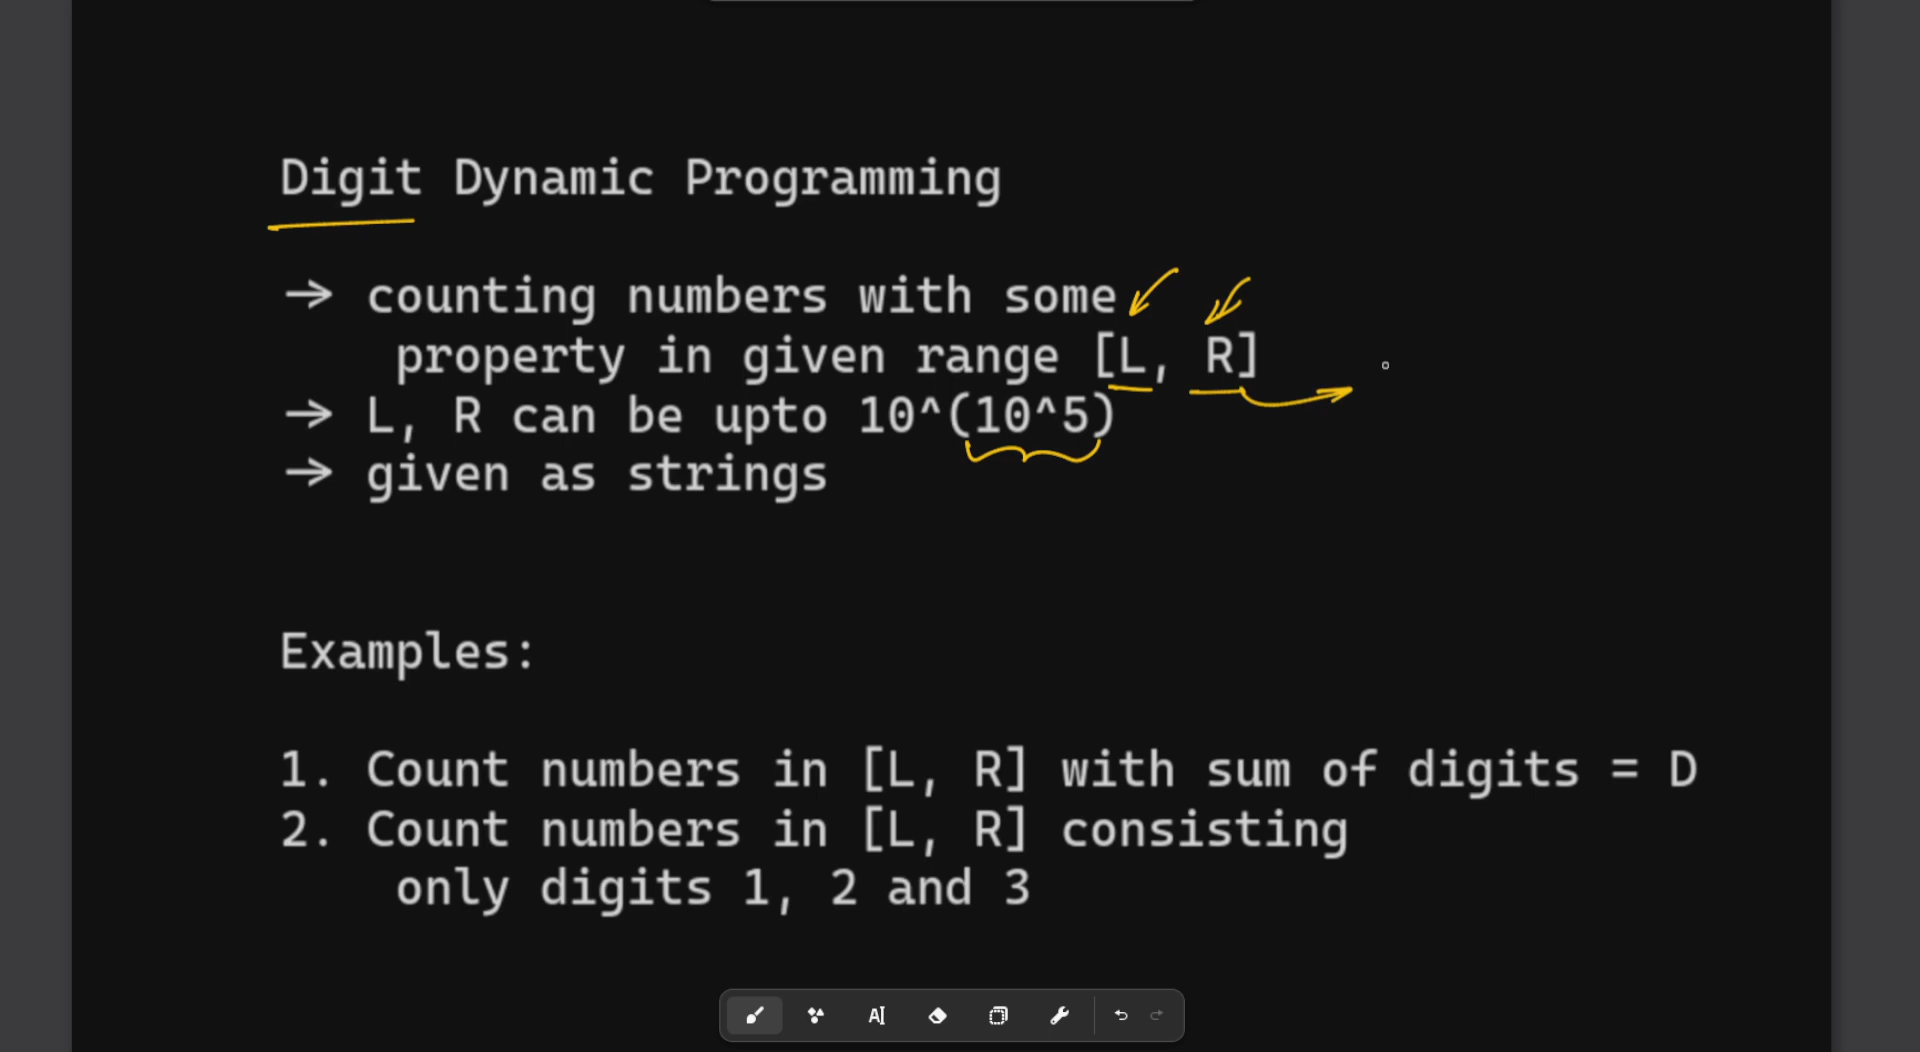 Digit Dynamic Programming
→ counting numbers with some
property in given range [L, R]
→ L, R can be upto 10^(10^5)
→ given as strings
Examples:
1. Count numbers in [L, R] with sum of digits = D
2. Count numbers in [L, R] consisting
only digits 1, 2 and 3